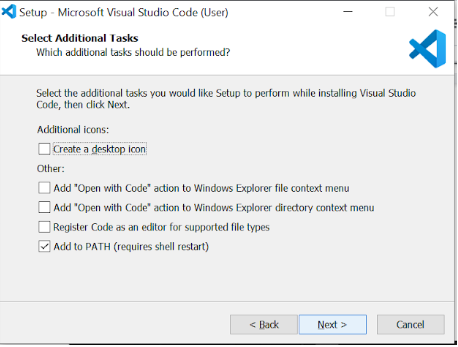 Setup - Microsoft Visual Studio Code (User)
Select Additional Tasks
Which additional tasks should be performed?
Select the additional tasks you would like Setup to perform while installing Visual Studio
Code, then click Next.
Additional icons:
Create a desktop icon
Other:
Add "Open with Code" action to Windows Explorer file context menu
Add "Open with Code" action to Windows Explorer directory context menu
Register Code as an editor for supported file types
Add to PATH (requires shell restart)
< Back
Next >
Cancel